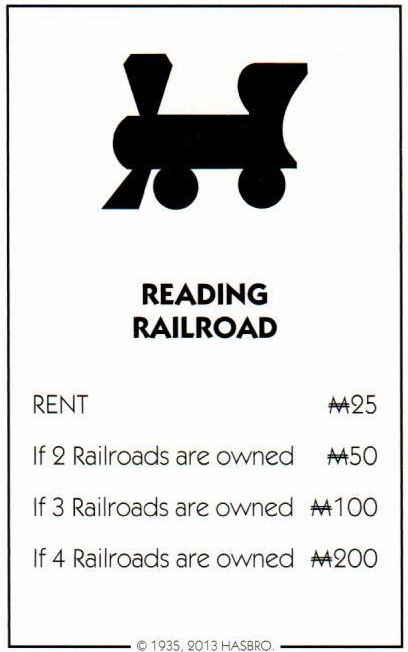 READING
RAILROAD
RENT ₩25
If 2 Railroads are owned ₩50
If 3 Railroads are owned ₩100
If 4 Railroads are owned ₩200
© 1935, 2013 HASBRO.